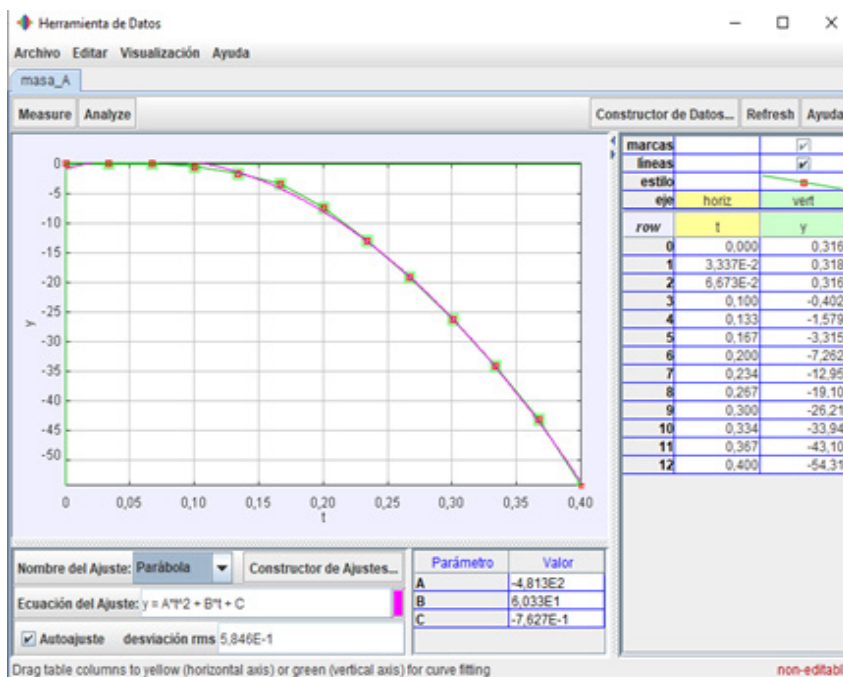 Herramienta de Datos
Archivo Editar Visualización Ayuda
masa_A
Measure Analyze Constructor de Datos... Refresh Ayuda
marcas
líneas
estilo
eje horiz vert
row t y
0 0,000 0,316
1 3,337E-2 0,318
2 6,673E-2 0,316
3 0,100 -0,402
4 0,133 -1,579
5 0,167 -3,315
6 0,200 -7,262
7 0,234 -12,95
8 0,267 -19,10
9 0,300 -26,21
10 0,334 -33,94
11 0,367 -43,10
12 0,400 -54,31
0
-5
-10
-15
-20
-25
-30
-35
-40
-45
-50
y
0 0,05 0,10 0,15 0,20 0,25 0,30 0,35 0,40
t
Nombre del Ajuste: Parábola Constructor de Ajustes...
Ecuación del Ajuste: y = A*t^2 + B*t + C
Autoajuste desviación rms 5,846E-1
Parámetro Valor
A -4,813E2
B 6,033E1
C -7,627E-1
Drag table columns to yellow (horizontal axis) or green (vertical axis) for curve fitting non-editabl